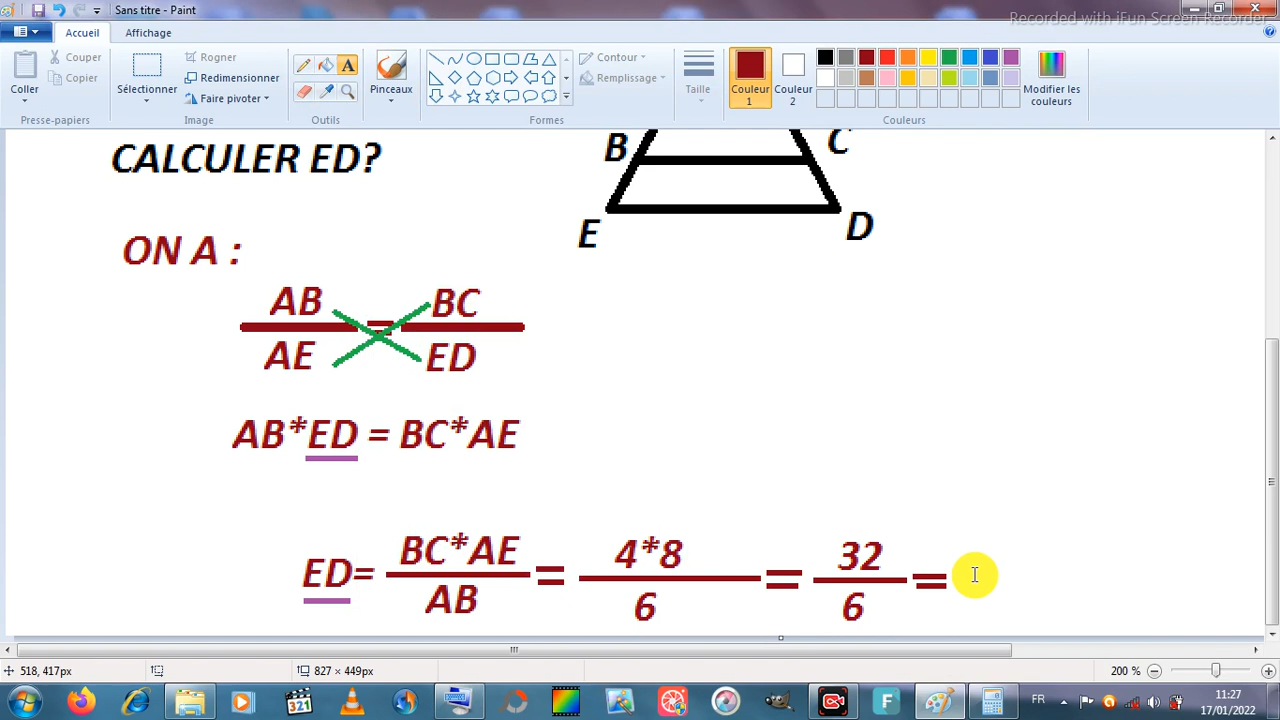 Sans titre - Paint
Recorded with iFun Screen Recorder
Accueil Affichage
Coller
Couper
Copier
Presse-papiers
Sélectionner
Rogner
Redimensionner
Faire pivoter
Image
A
Outils
Pinceaux
Contour
Remplissage
Formes
Taille
Couleur 1
Couleur 2
Modifier les couleurs
Couleurs
B C
CALCULER ED?
E D
ON A :
AB = BC
AE ED
AB*ED = BC*AE
ED= BC*AE = 4*8 = 32 =
AB 6 6
518, 417px
827 × 449px
200 %
321
F
FR
11:27
17/01/2022